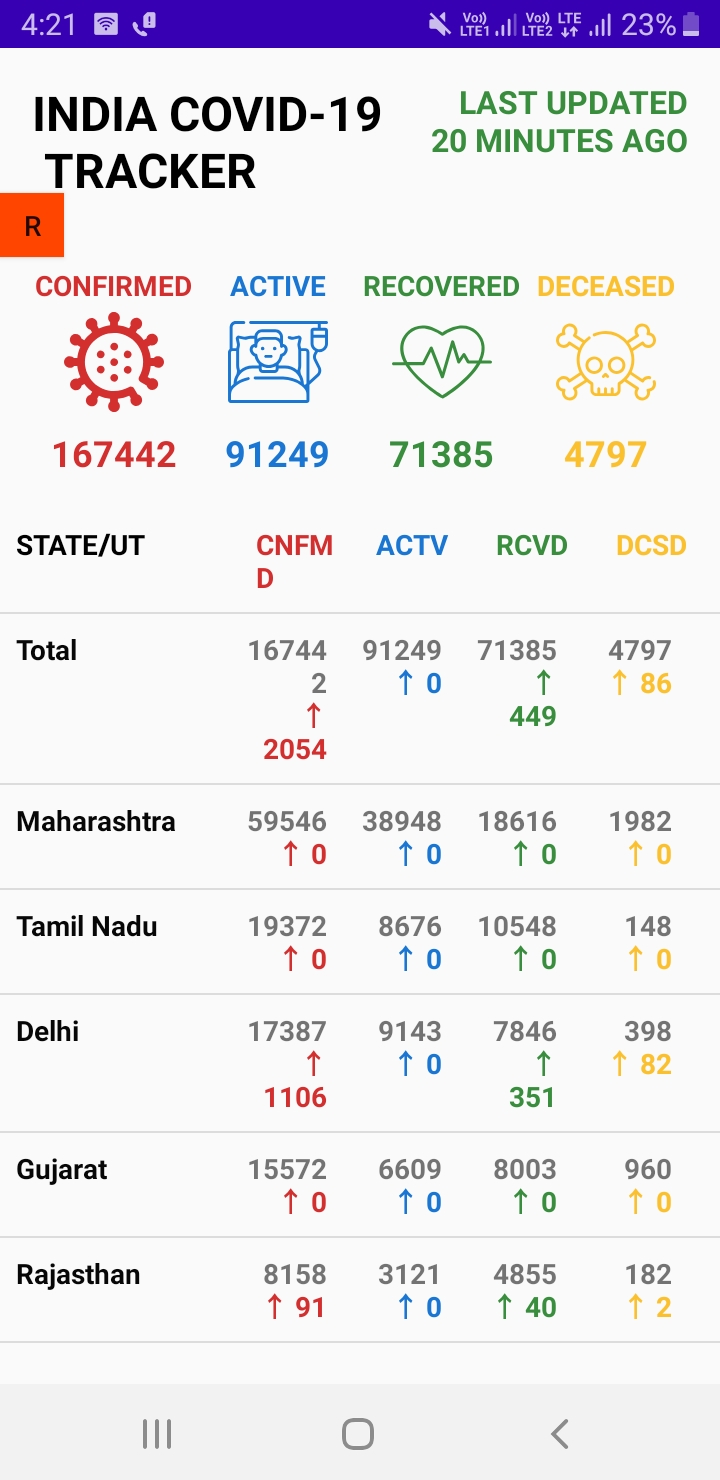 4:21
Vo)) LTE1 Vo)) LTE2 LTE 23%
INDIA COVID-19
TRACKER
LAST UPDATED
20 MINUTES AGO
R
CONFIRMED ACTIVE RECOVERED DECEASED
167442 91249 71385 4797
STATE/UT CNFM ACTV RCVD DCSD
D
Total 16744 91249 71385 4797
2 ↑ 0 ↑ ↑ 86
↑ 449
2054
Maharashtra 59546 38948 18616 1982
↑ 0 ↑ 0 ↑ 0 ↑ 0
Tamil Nadu 19372 8676 10548 148
↑ 0 ↑ 0 ↑ 0 ↑ 0
Delhi 17387 9143 7846 398
↑ ↑ 0 ↑ ↑ 82
1106 351
Gujarat 15572 6609 8003 960
↑ 0 ↑ 0 ↑ 0 ↑ 0
Rajasthan 8158 3121 4855 182
↑ 91 ↑ 0 ↑ 40 ↑ 2